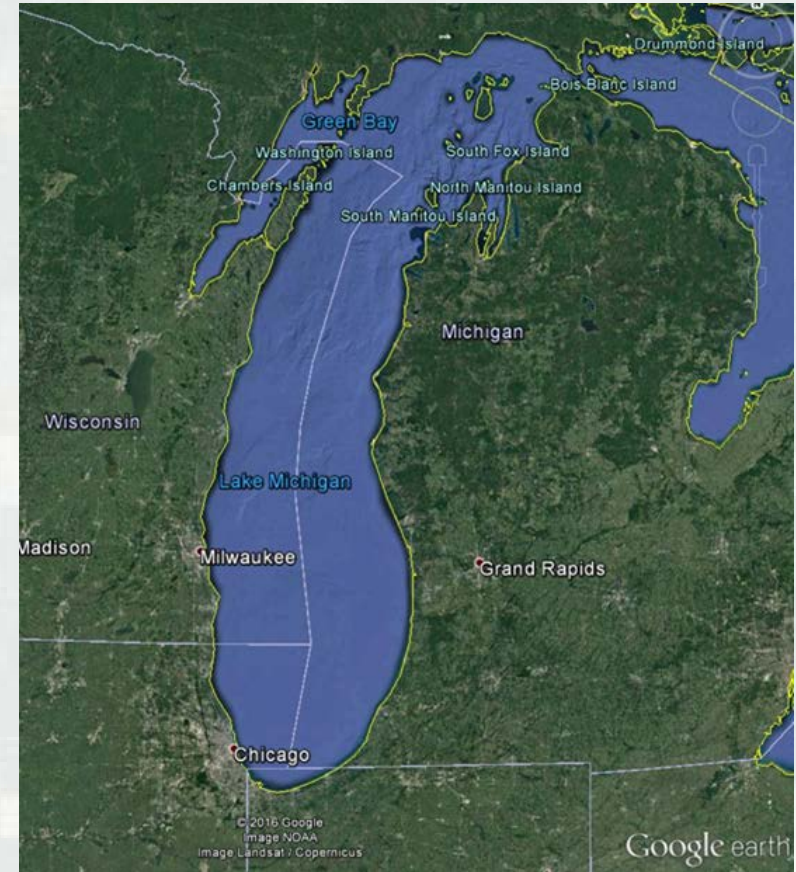 Drummond Island
Bois Blanc Island
Green Bay
Washington Island
South Fox Island
Chambers Island
North Manitou Island
South Manitou Island
Michigan
Wisconsin
Lake Michigan
Madison
Milwaukee
Grand Rapids
Chicago
© 2016 Google
Image NOAA
Image Landsat / Copernicus
Google earth